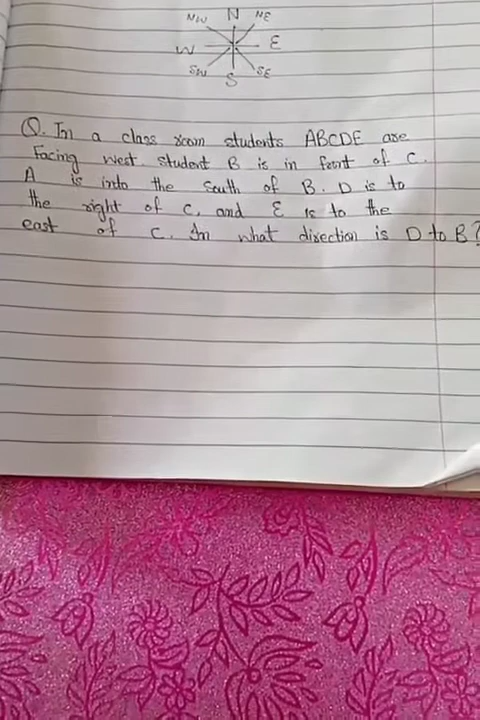 NW N NE
W E
SW S SE
Q. In a class room students ABCDE are
Facing west. Student B is in front of C.
A is into the South of B. D is to
the right of C, and E is to the
east of C. In what direction is D to B?